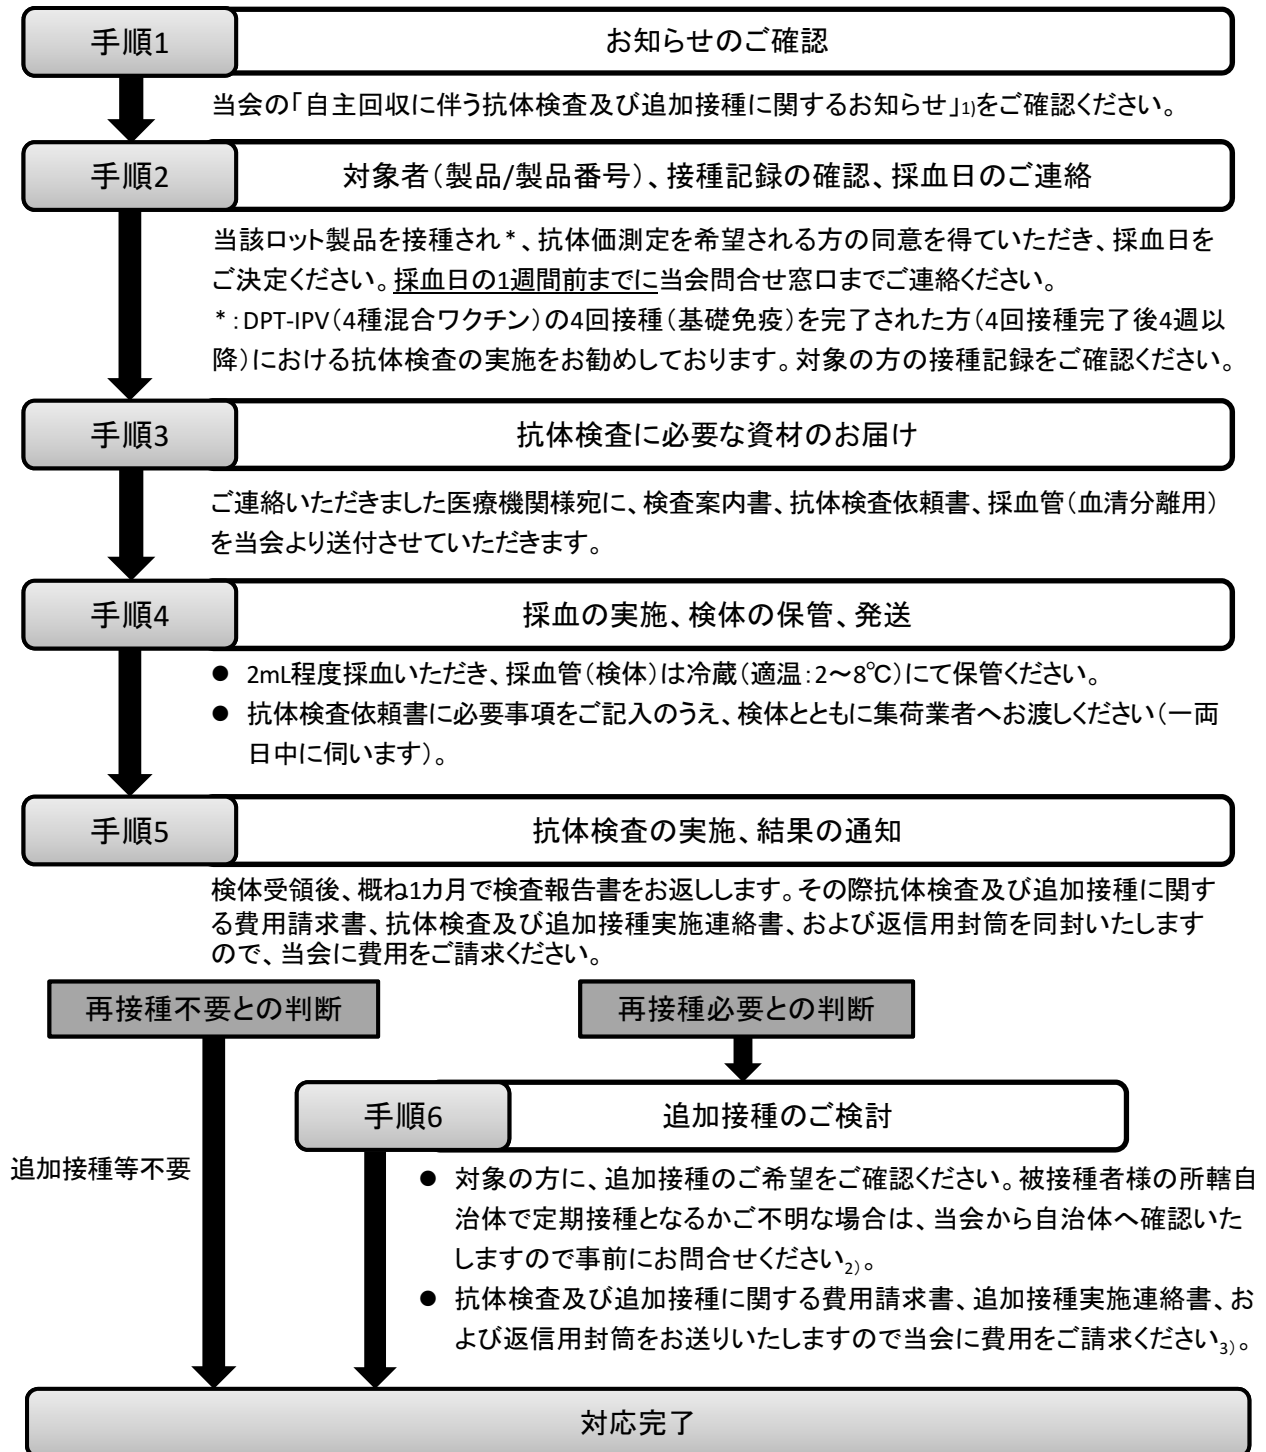 手順1
お知らせのご確認
当会の「自主回収に伴う抗体検査及び追加接種に関するお知らせ」1)をご確認ください。
手順2
対象者（製品/製品番号）、接種記録の確認、採血日のご連絡
当該ロット製品を接種され*、抗体価測定を希望される方の同意を得ていただき、採血日を
ご決定ください。採血日の1週間前までに当会問合せ窓口までご連絡ください。
*：DPT-IPV（4種混合ワクチン）の4回接種（基礎免疫）を完了された方（4回接種完了後4週以
降）における抗体検査の実施をお勧めしております。対象の方の接種記録をご確認ください。
手順3
抗体検査に必要な資材のお届け
ご連絡いただきました医療機関様宛に、検査案内書、抗体検査依頼書、採血管（血清分離用）
を当会より送付させていただきます。
手順4
採血の実施、検体の保管、発送
● 2mL程度採血いただき、採血管（検体）は冷蔵（適温：2～8℃）にて保管ください。
● 抗体検査依頼書に必要事項をご記入のうえ、検体とともに集荷業者へお渡しください（一両
日中に伺います）。
手順5
抗体検査の実施、結果の通知
検体受領後、概ね1カ月で検査報告書をお返しします。その際抗体検査及び追加接種に関す
る費用請求書、抗体検査及び追加接種実施連絡書、および返信用封筒を同封いたします
ので、当会に費用をご請求ください。
再接種不要との判断
再接種必要との判断
手順6
追加接種のご検討
追加接種等不要
● 対象の方に、追加接種のご希望をご確認ください。被接種者様の所轄自
治体で定期接種となるかご不明な場合は、当会から自治体へ確認いた
しますので事前にお問合せください2)。
● 抗体検査及び追加接種に関する費用請求書、追加接種実施連絡書、お
よび返信用封筒をお送りいたしますので当会に費用をご請求ください3)。
対応完了